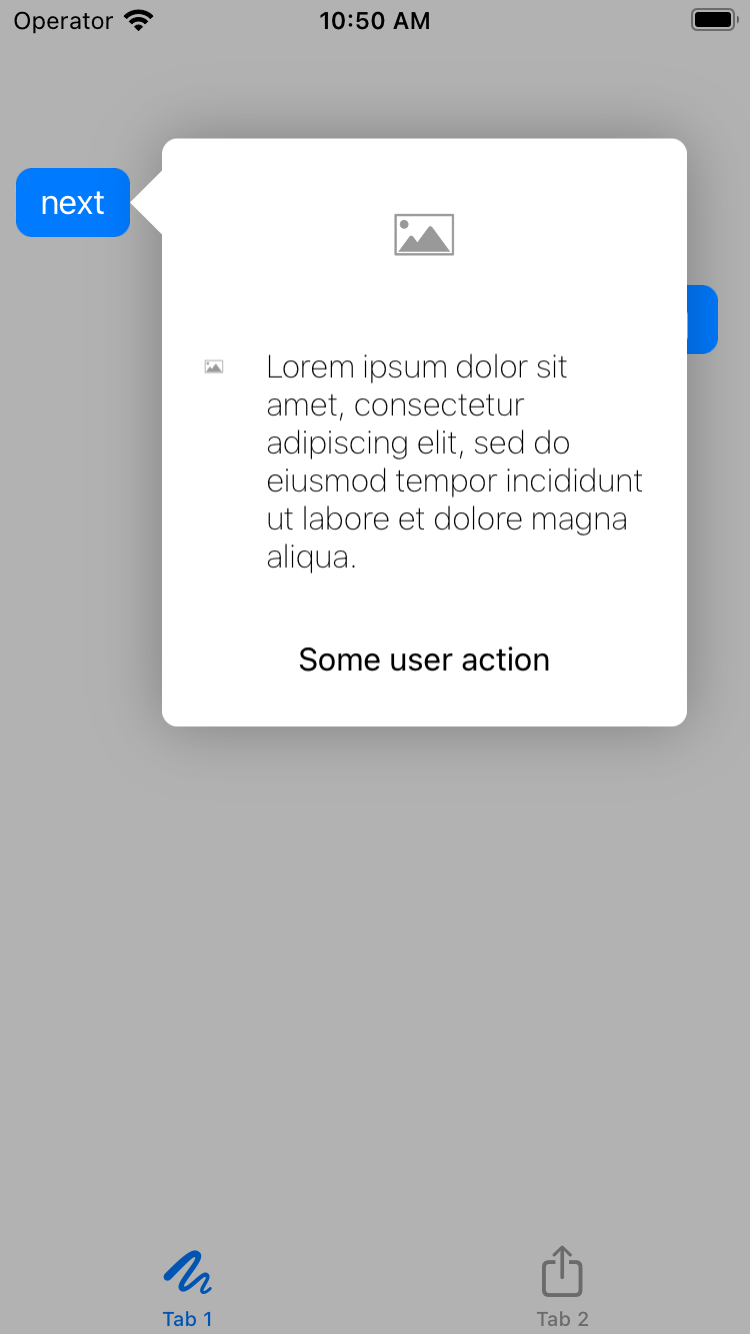 Operator 10:50 AM
next
Lorem ipsum dolor sit
amet, consectetur
adipiscing elit, sed do
eiusmod tempor incididunt
ut labore et dolore magna
aliqua.
Some user action
Tab 1 Tab 2